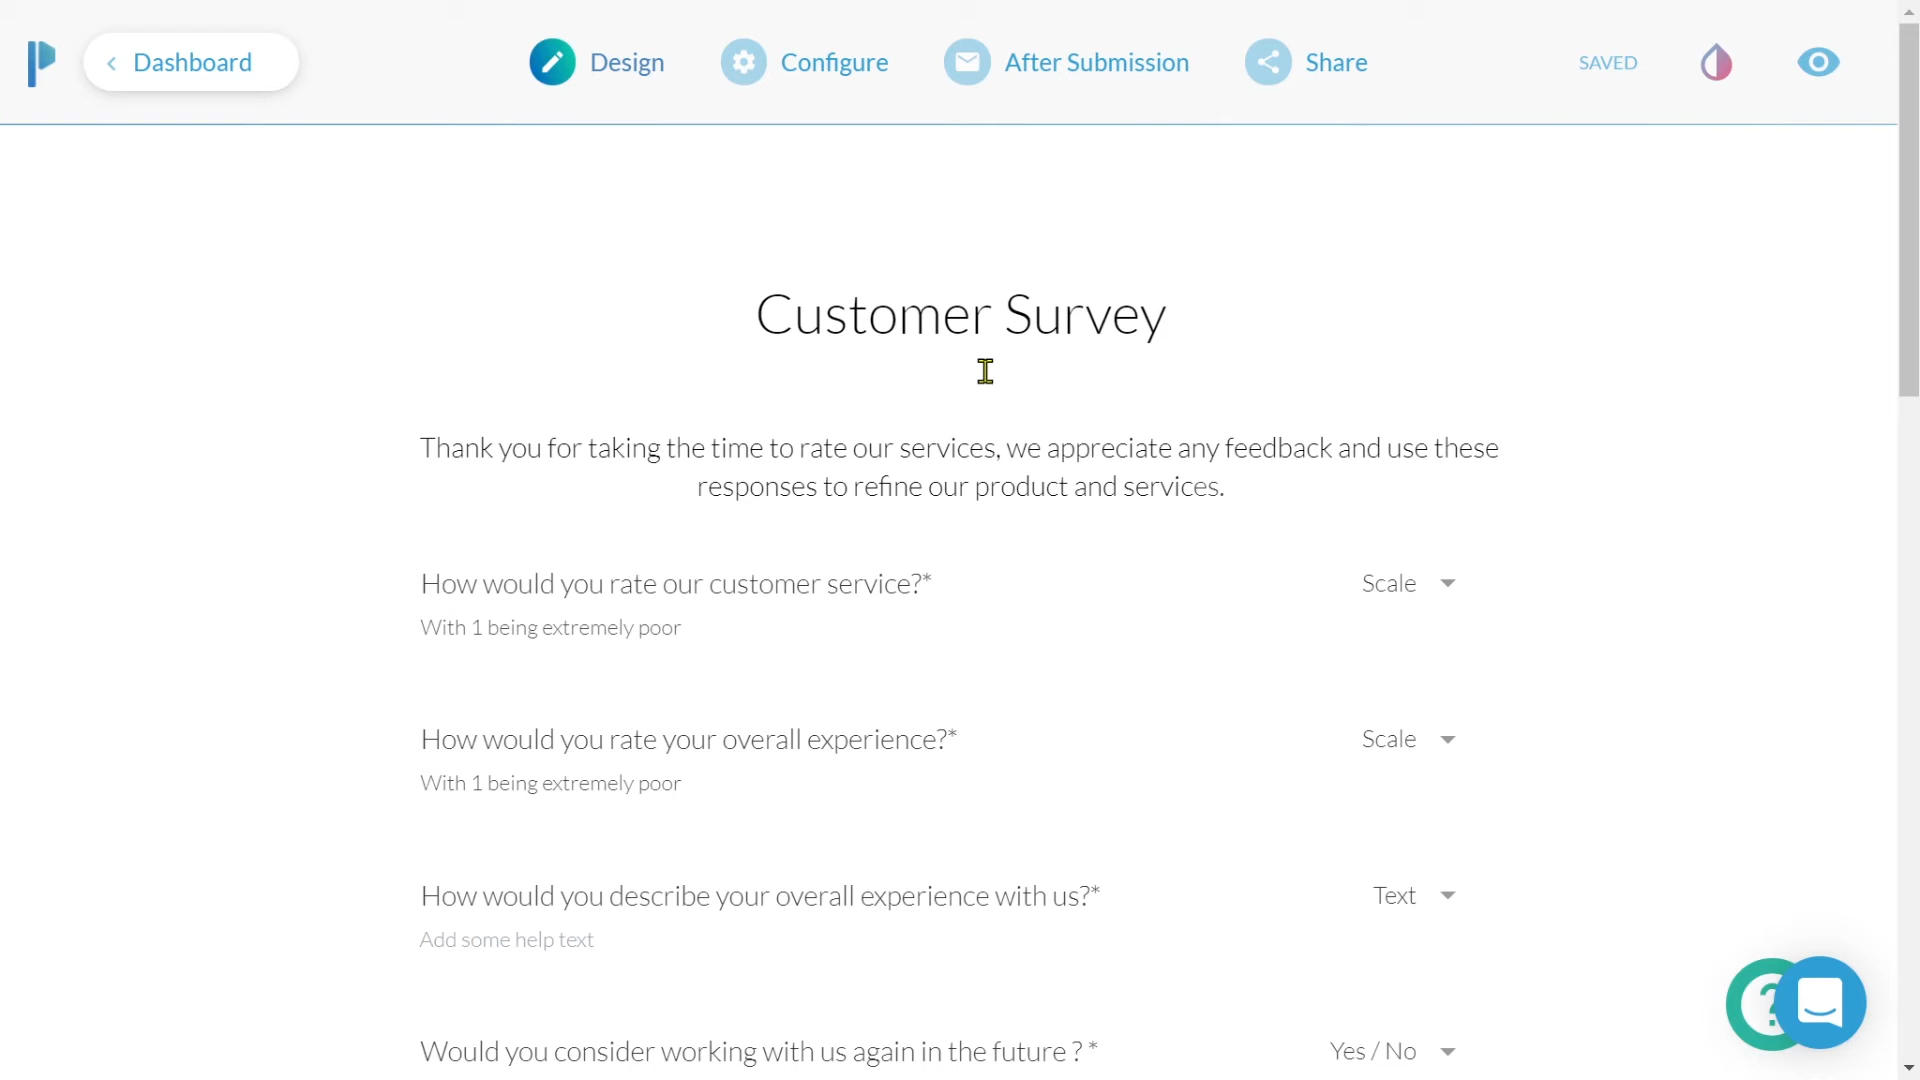 Dashboard
Design
Configure
After Submission
Share
SAVED
Customer Survey
Thank you for taking the time to rate our services, we appreciate any feedback and use these
responses to refine our product and services.
How would you rate our customer service?*
Scale
With 1 being extremely poor
How would you rate your overall experience?*
Scale
With 1 being extremely poor
How would you describe your overall experience with us?*
Text
Add some help text
Would you consider working with us again in the future ? *
Yes / No
?